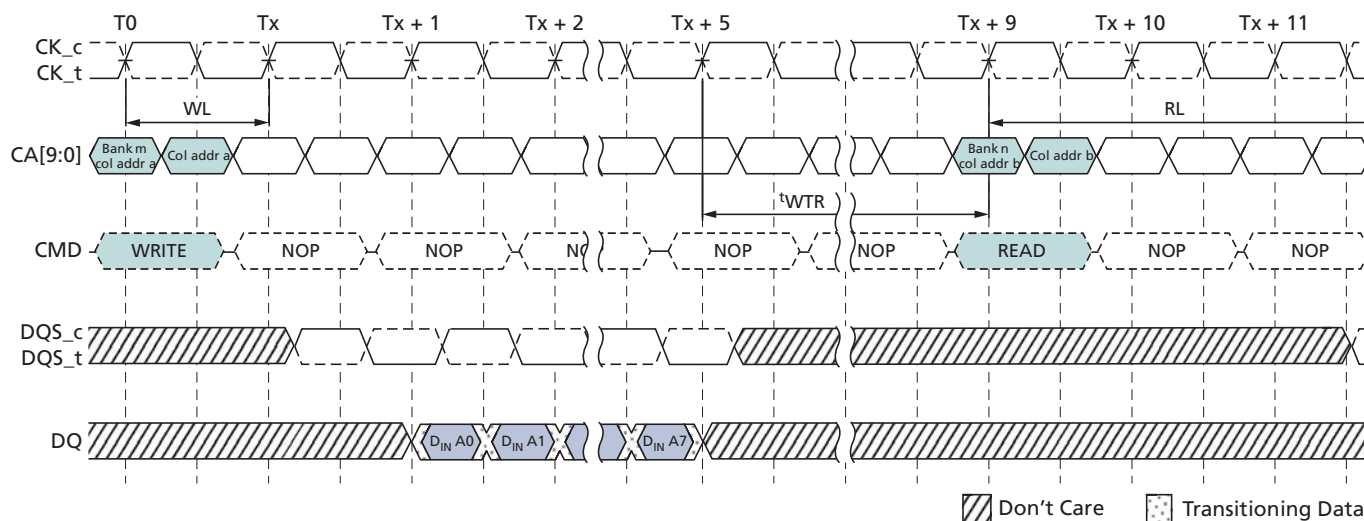 T0 Tx Tx + 1 Tx + 2 Tx + 5 Tx + 9 Tx + 10 Tx + 11
CK_c
CK_t
WL RL
CA[9:0] Bank m col addr a Col addr a Bank n col addr b Col addr b
tWTR
CMD WRITE NOP NOP NOP NOP READ NOP NOP
DQS_c
DQS_t
DQ DIN A0 DIN A1 DIN A7
Don't Care Transitioning Data